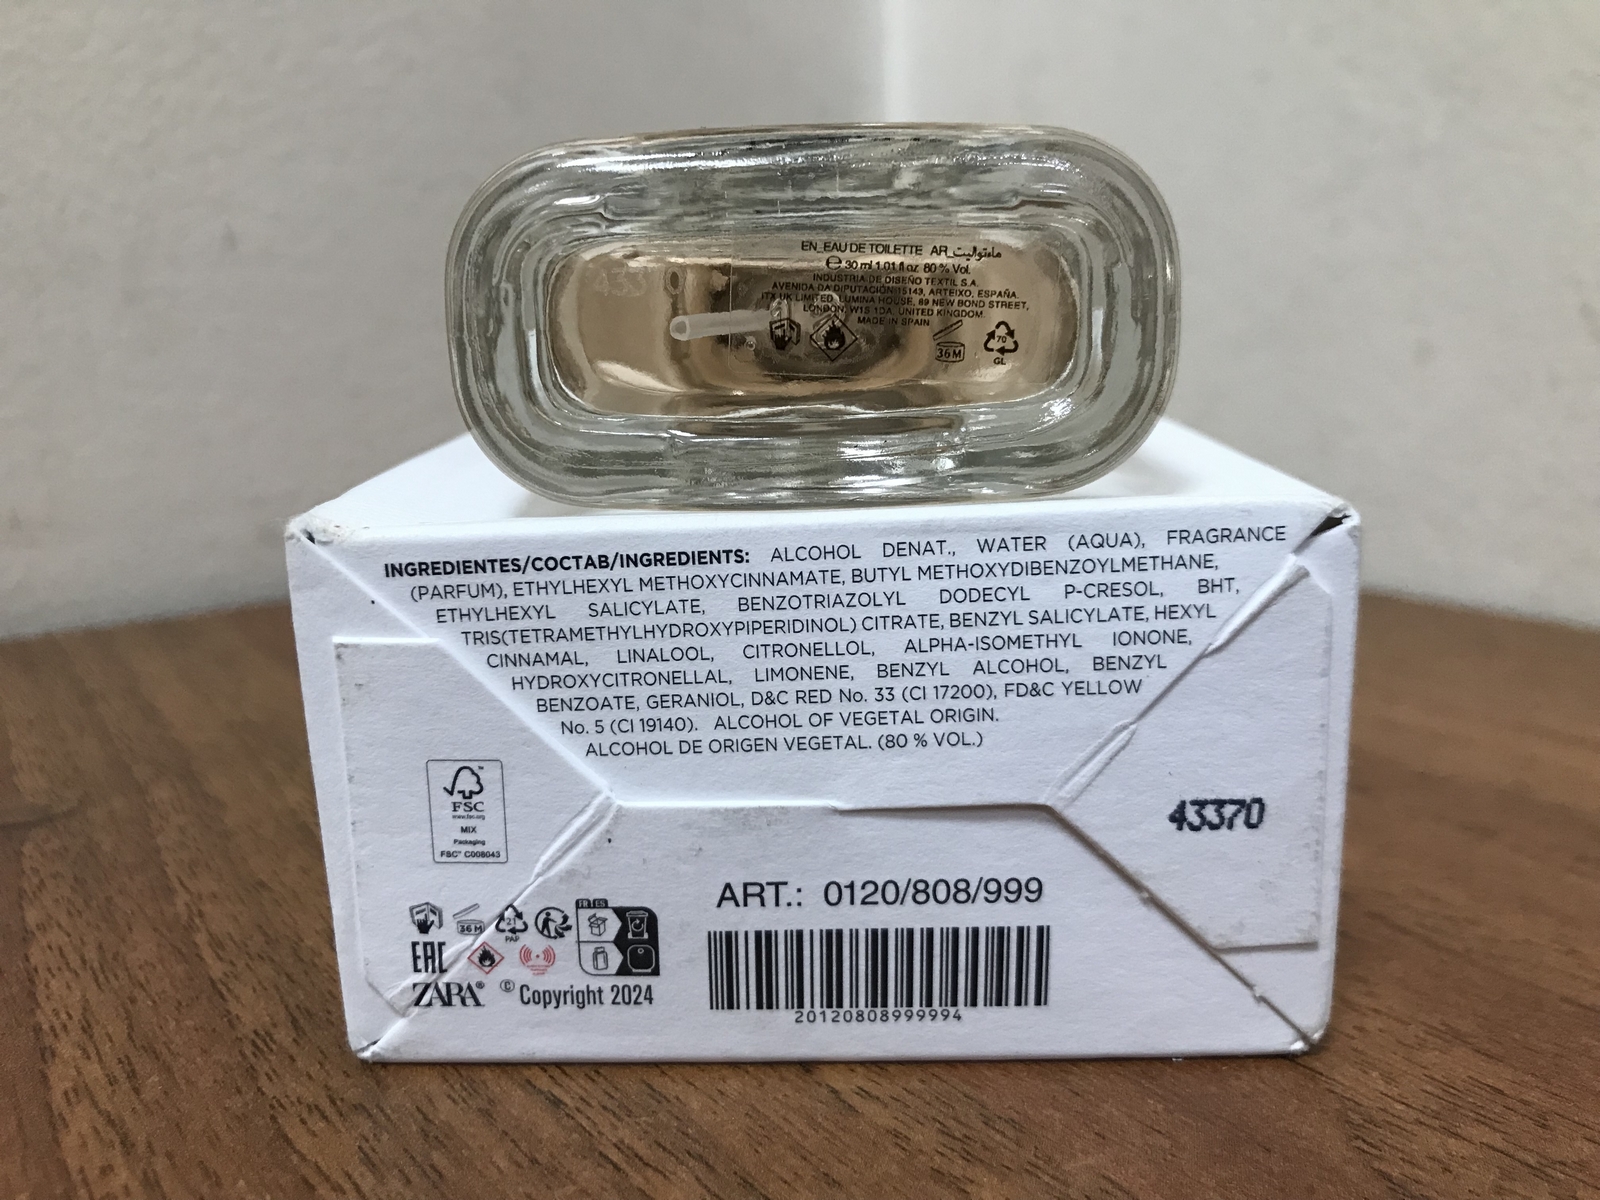 EN_EAU DE TOILETTE AR_ماءتواليت
e 30 ml 1.01 fl oz 80 % Vol.
INDUSTRIA DE DISEÑO TEXTIL S.A.
AVENIDA DA DIPUTACIÓN 15143, ARTEIXO, ESPAÑA.
ITX UK LIMITED, LUMINA HOUSE, 89 NEW BOND STREET,
LONDON, W1S 1DA, UNITED KINGDOM.
MADE IN SPAIN
36M
70
GL
INGREDIENTES/СОСТАВ/INGREDIENTS: ALCOHOL DENAT., WATER (AQUA), FRAGRANCE
(PARFUM), ETHYLHEXYL METHOXYCINNAMATE, BUTYL METHOXYDIBENZOYLMETHANE,
ETHYLHEXYL SALICYLATE, BENZOTRIAZOLYL DODECYL P-CRESOL, BHT,
TRIS(TETRAMETHYLHYDROXYPIPERIDINOL) CITRATE, BENZYL SALICYLATE, HEXYL
CINNAMAL, LINALOOL, CITRONELLOL, ALPHA-ISOMETHYL IONONE,
HYDROXYCITRONELLAL, LIMONENE, BENZYL ALCOHOL, BENZYL
BENZOATE, GERANIOL, D&C RED No. 33 (CI 17200), FD&C YELLOW
No. 5 (CI 19140). ALCOHOL OF VEGETAL ORIGIN.
ALCOHOL DE ORIGEN VEGETAL. (80 % VOL.)
FSC
www.fsc.org
MIX
Packaging
FSC™ C008043
43370
ART.: 0120/808/999
20120808999994
36 M
21
PAP
FR ES
EAC
ZARA® © Copyright 2024